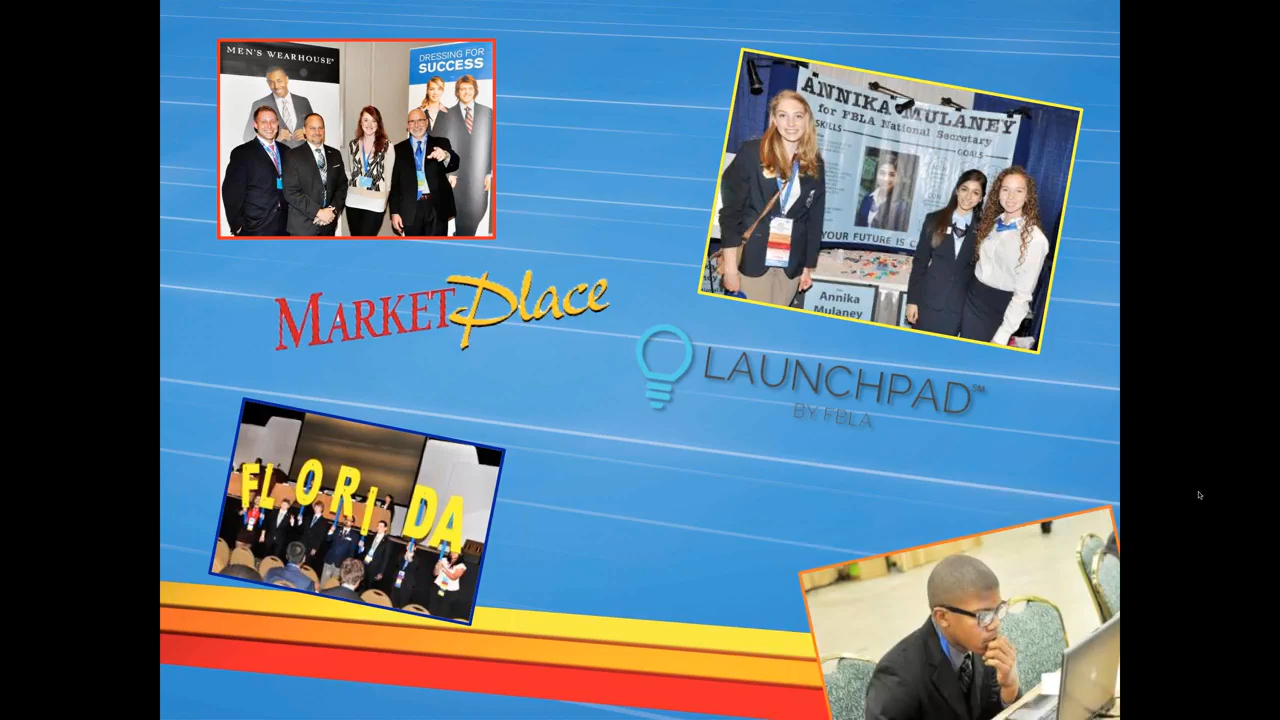 MEN'S WEARHOUSE®
DRESSING FOR
SUCCESS
ANNIKA MULANEY
for FBLA National Secretary
SKILLS
GOALS
YOUR FUTURE IS
Annika
Mulaney
MARKETPlace
LAUNCHPAD℠
BY FBLA
FLORIDA